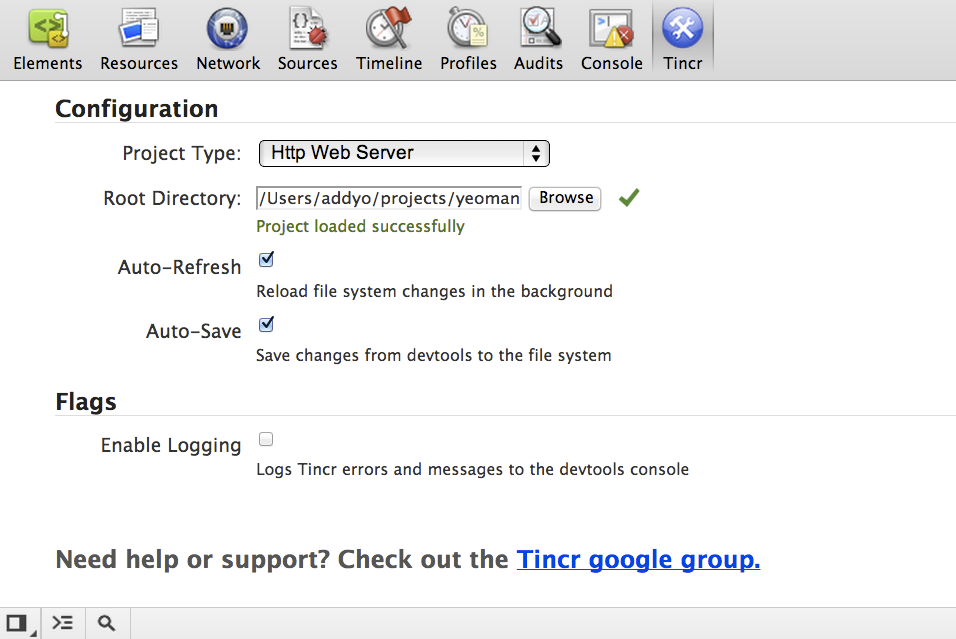 Elements Resources Network Sources Timeline Profiles Audits Console Tincr
Configuration
Project Type: Http Web Server
Root Directory: /Users/addyo/projects/yeoman Browse
Project loaded successfully
Auto-Refresh
Reload file system changes in the background
Auto-Save
Save changes from devtools to the file system
Flags
Enable Logging
Logs Tincr errors and messages to the devtools console
Need help or support? Check out the Tincr google group.